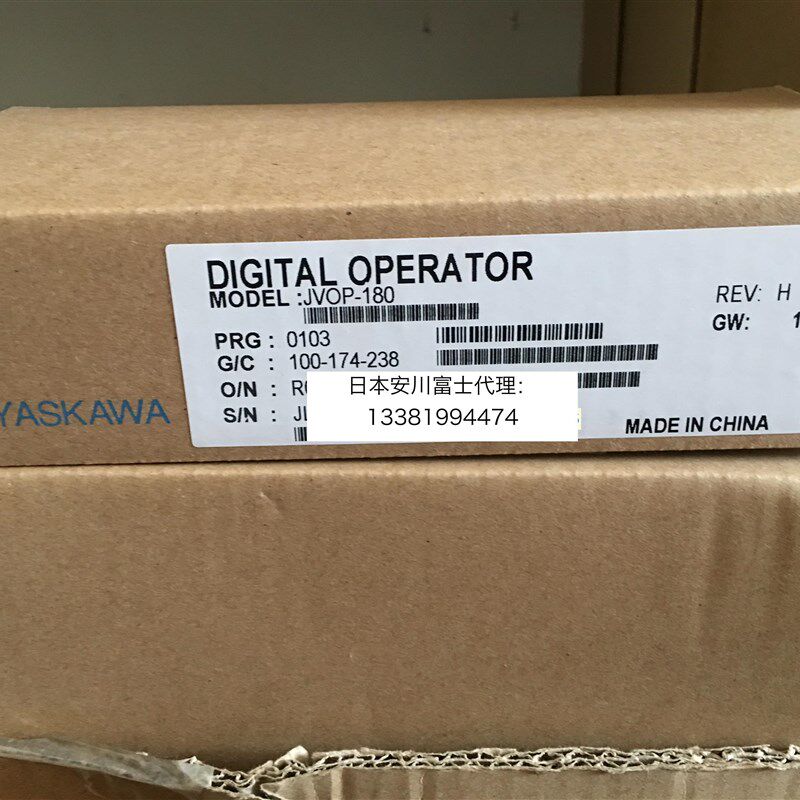 DIGITAL OPERATOR
MODEL :JVOP-180
REV: H
PRG : 0103
GW:
G/C : 100-174-238
O/N :
S/N :
日本安川富士代理:
13381994474
MADE IN CHINA
YASKAWA